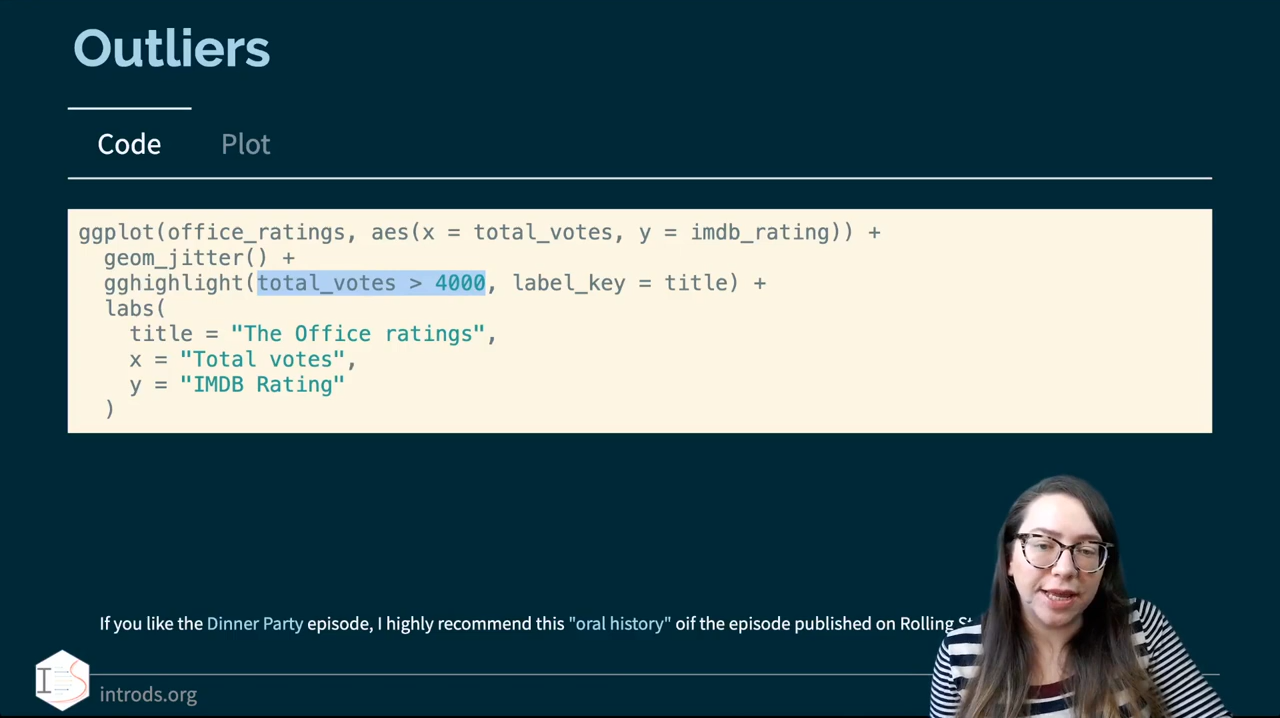 Outliers
Code Plot
ggplot(office_ratings, aes(x = total_votes, y = imdb_rating)) +
  geom_jitter() +
  gghighlight(total_votes > 4000, label_key = title) +
  labs(
    title = "The Office ratings",
    x = "Total votes",
    y = "IMDB Rating"
  )
If you like the Dinner Party episode, I highly recommend this "oral history" oif the episode published on Rolling
introds.org